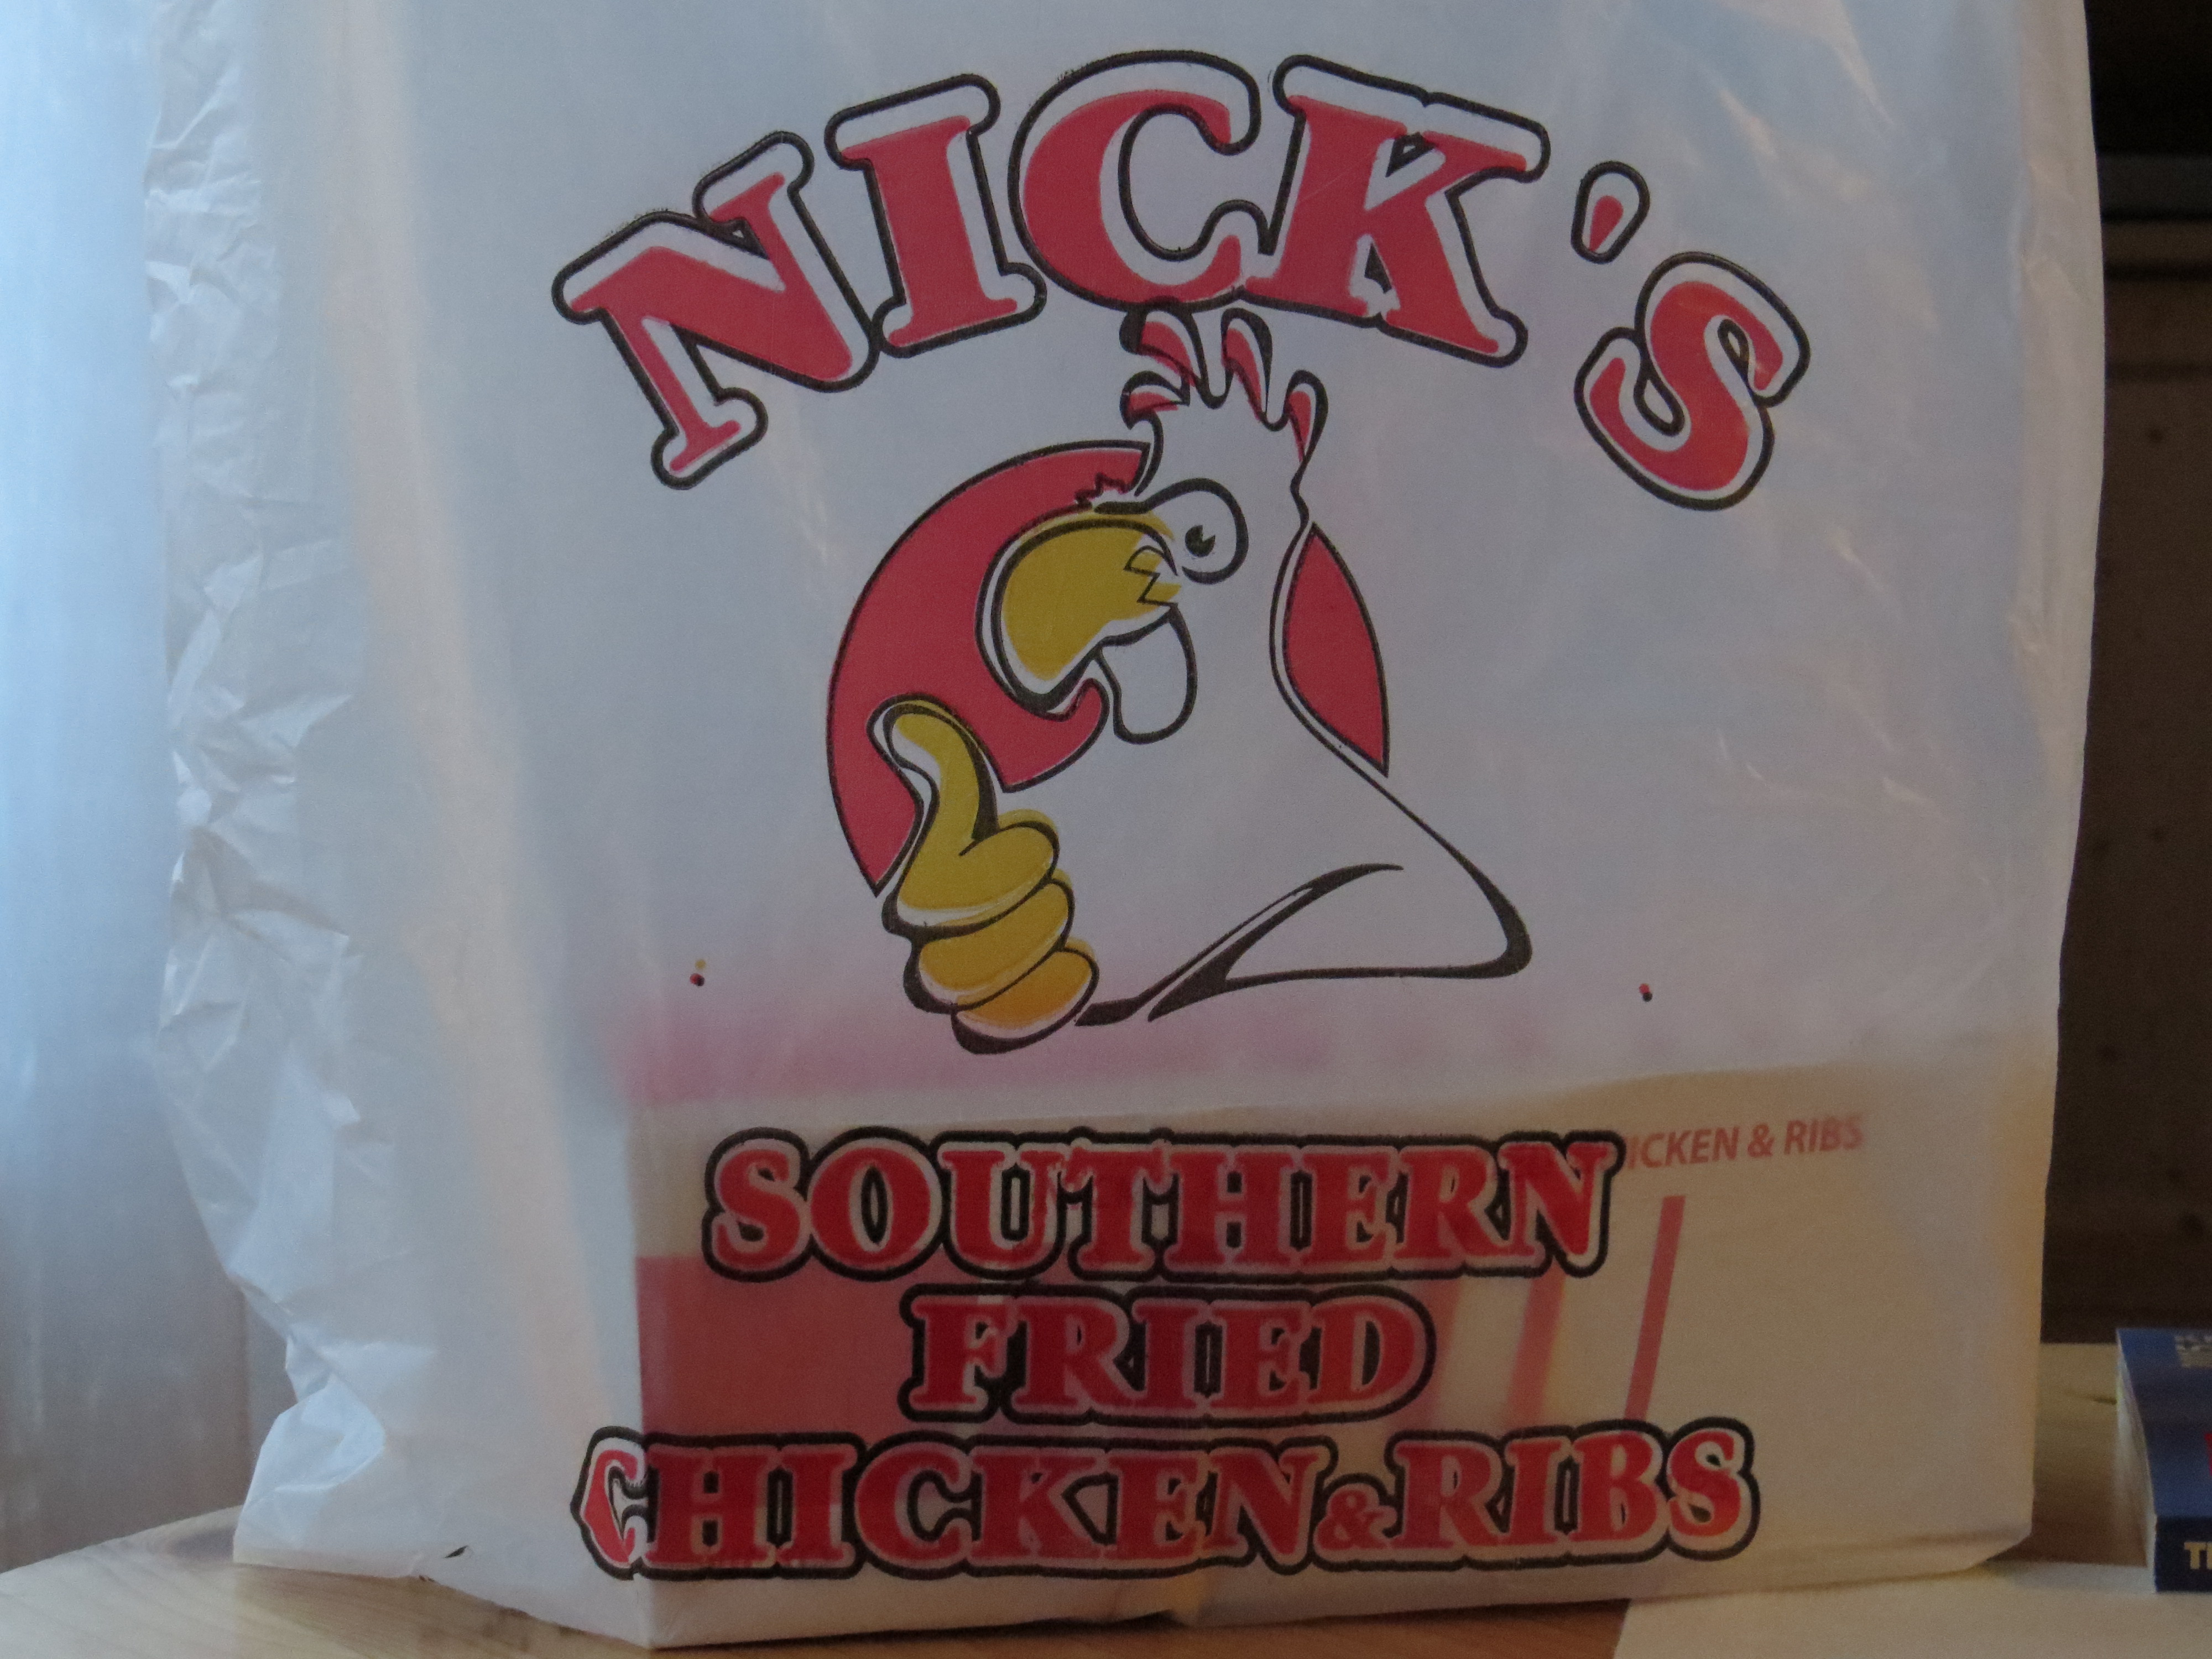 NICK'S
ICKEN & RIBS
SOUTHERN
FRIED
CHICKEN & RIBS